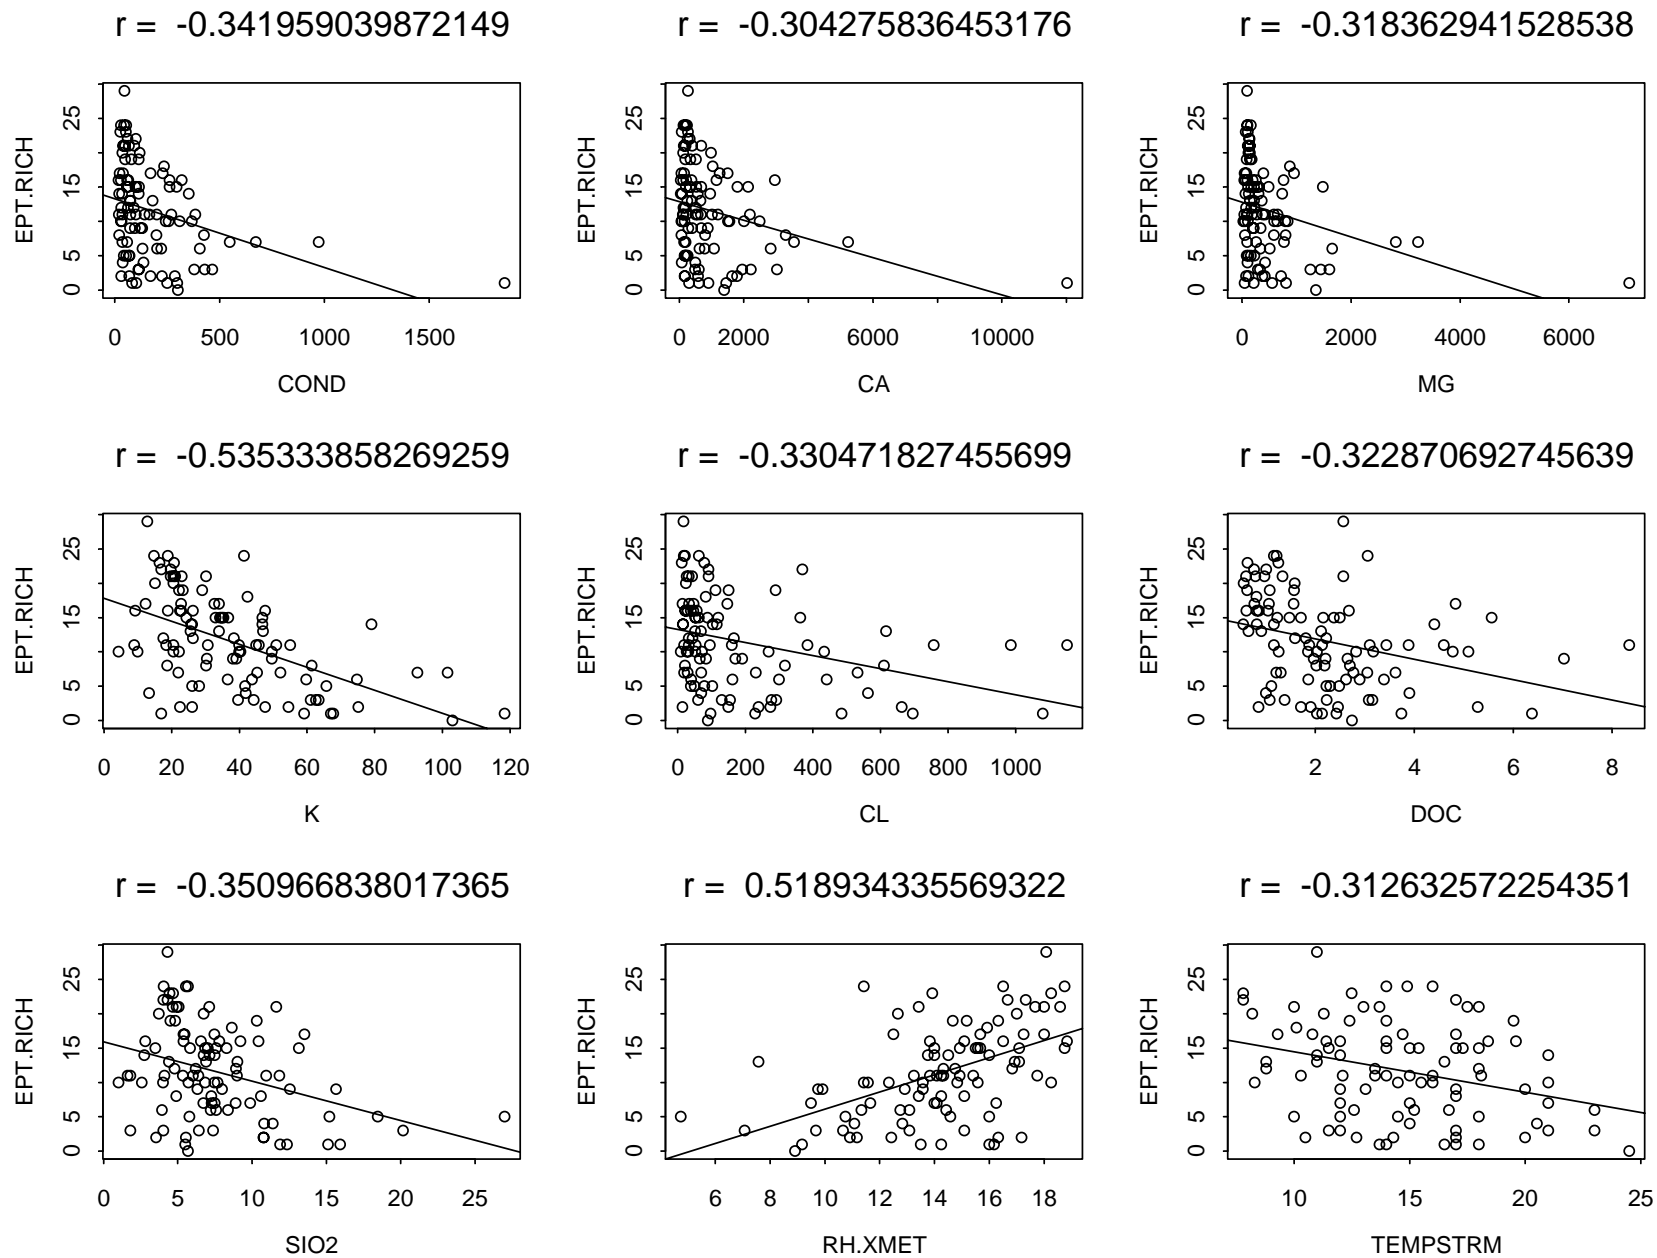 r = -0.341959039872149
r = -0.304275836453176
r = -0.318362941528538
EPT.RICH
0 5 15 25
0 500 1000 1500
COND
EPT.RICH
0 5 15 25
0 2000 6000 10000
CA
EPT.RICH
0 5 15 25
0 2000 4000 6000
MG
r = -0.535333858269259
r = -0.330471827455699
r = -0.322870692745639
EPT.RICH
0 5 15 25
0 20 40 60 80 100 120
K
EPT.RICH
0 5 15 25
0 200 400 600 800 1000
CL
EPT.RICH
0 5 15 25
2 4 6 8
DOC
r = -0.350966838017365
r = 0.518934335569322
r = -0.312632572254351
EPT.RICH
0 5 15 25
0 5 10 15 20 25
SIO2
EPT.RICH
0 5 15 25
6 8 10 12 14 16 18
RH.XMET
EPT.RICH
0 5 15 25
10 15 20 25
TEMPSTRM